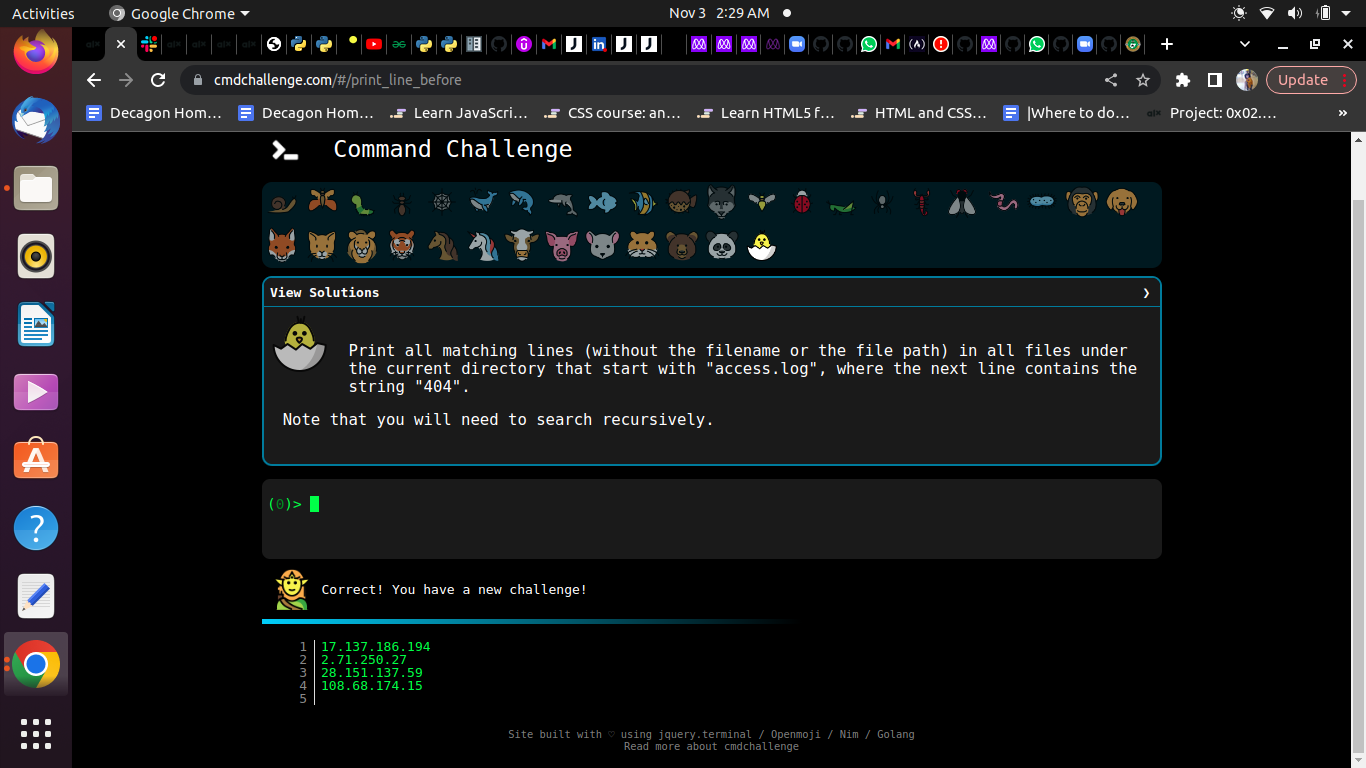 Activities
Google Chrome
Nov 3 2:29 AM
cmdchallenge.com/#/print_line_before
Update
Decagon Hom…
Decagon Hom…
Learn JavaScri…
CSS course: an…
Learn HTML5 f…
HTML and CSS…
|Where to do…
Project: 0x02.…
»
Command Challenge
View Solutions
Print all matching lines (without the filename or the file path) in all files under
the current directory that start with "access.log", where the next line contains the
string "404".
Note that you will need to search recursively.
(0)>
Correct! You have a new challenge!
1 17.137.186.194
2 2.71.250.27
3 28.151.137.59
4 108.68.174.15
5
Site built with ♡ using jquery.terminal / Openmoji / Nim / Golang
Read more about cmdchallenge